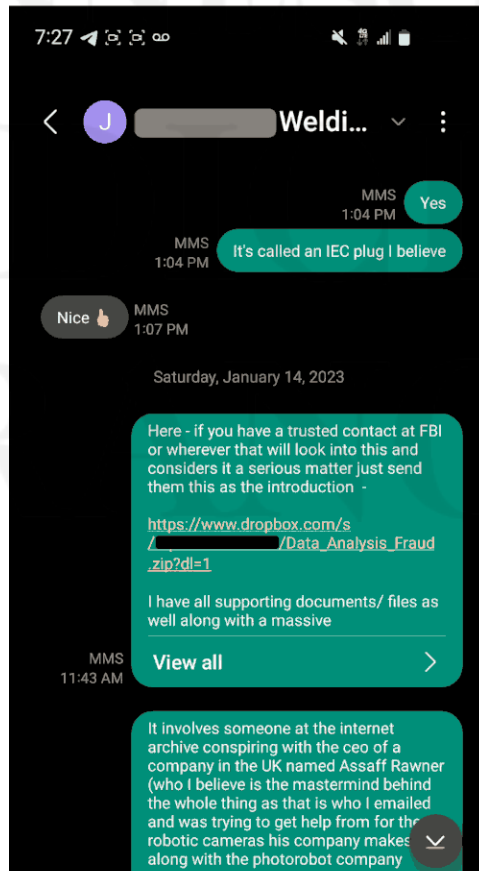 7:27
J Weldi...
MMS
1:04 PM
Yes
MMS
1:04 PM
It's called an IEC plug I believe
Nice 👆🏼
MMS
1:07 PM
Saturday, January 14, 2023
Here - if you have a trusted contact at FBI
or wherever that will look into this and
considers it a serious matter just send
them this as the introduction -
https://www.dropbox.com/s
/ /Data_Analysis_Fraud
.zip?dl=1
I have all supporting documents/ files as
well along with a massive
MMS
11:43 AM
View all
It involves someone at the internet
archive conspiring with the ceo of a
company in the UK named Assaff Rawner
(who I believe is the mastermind behind
the whole thing as that is who I emailed
and was trying to get help from for the
robotic cameras his company makes
along with the photorobot company